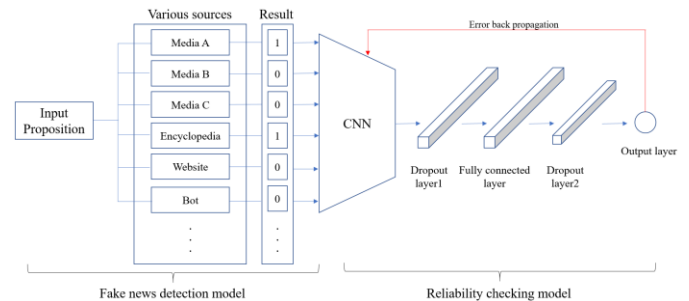 Various sources
Result
Error back propagation
Media A
1
Media B
0
Media C
0
Input
Proposition
Encyclopedia
1
CNN
Website
0
Bot
0
Dropout
layer1
Fully connected
layer
Dropout
layer2
Output layer
Fake news detection model
Reliability checking model